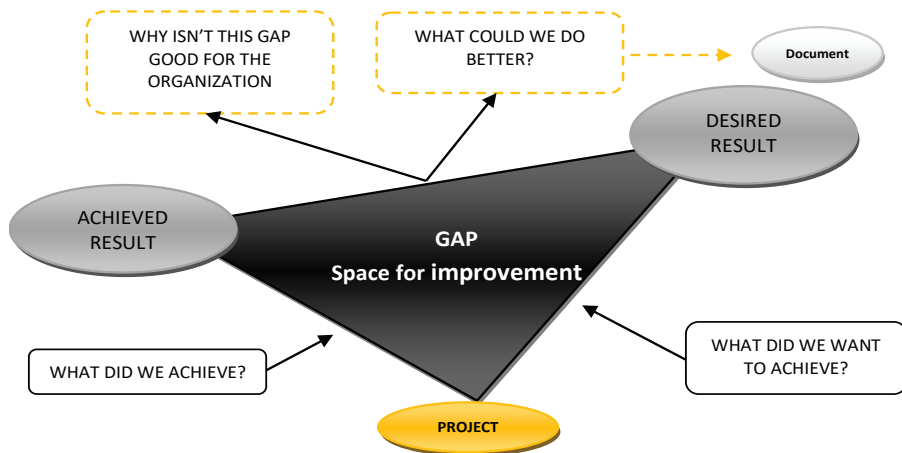 WHY ISN’T THIS GAP
GOOD FOR THE
ORGANIZATION
WHAT COULD WE DO
BETTER?
Document
DESIRED
RESULT
ACHIEVED
RESULT
GAP
Space for improvement
WHAT DID WE ACHIEVE?
WHAT DID WE WANT
TO ACHIEVE?
PROJECT